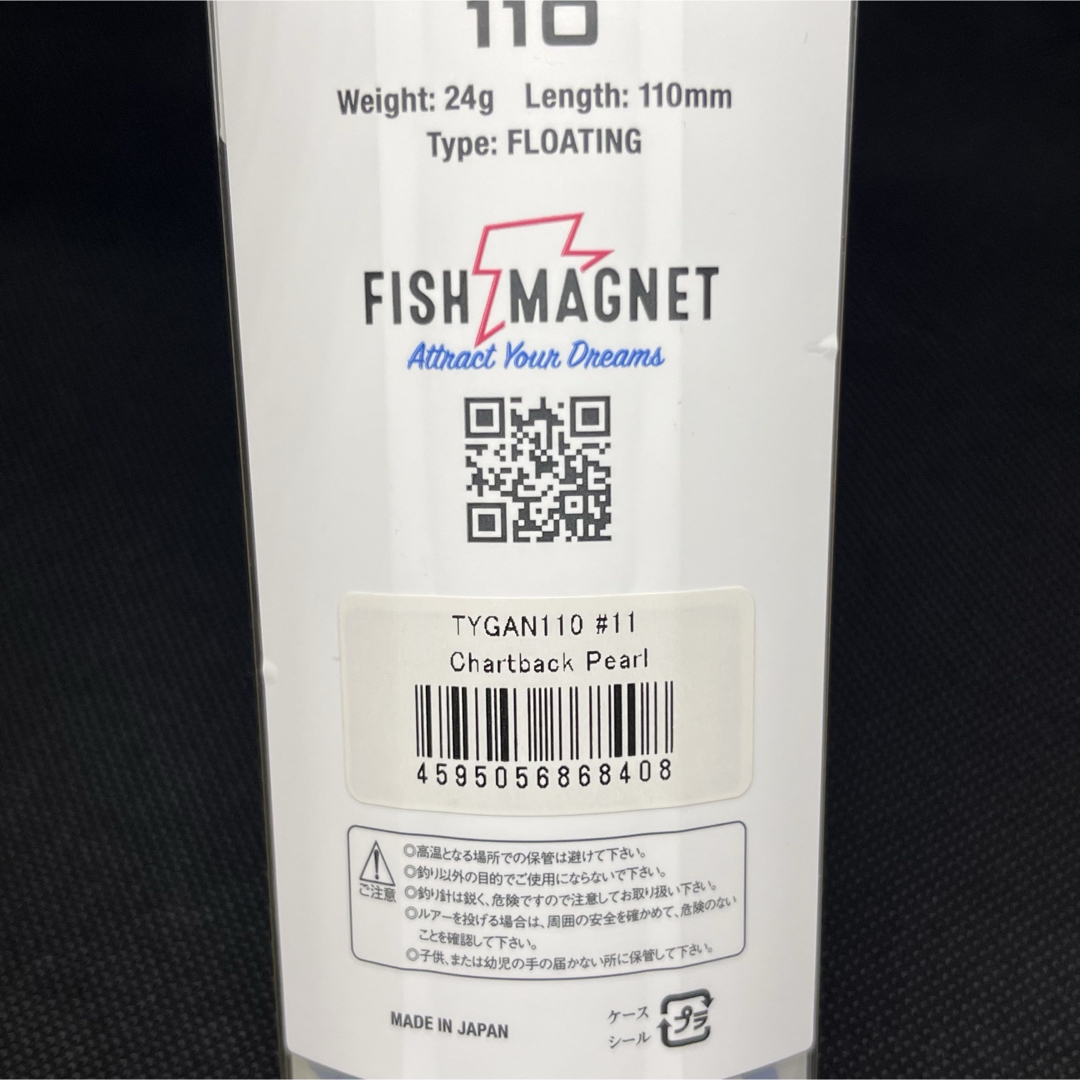 110
Weight: 24g Length: 110mm
Type: FLOATING
FISH MAGNET
Attract Your Dreams
TYGAN110 #11
Chartback Pearl
4595056868408
ご注意
◎高温となる場所での保管は避けて下さい。
◎釣り以外の目的でご使用にならないで下さい。
◎釣り針は鋭く、危険ですので注意してお取り扱い下さい。
◎ルアーを投げる場合は、周囲の安全を確かめて、危険のない
ことを確認して下さい。
◎子供、または幼児の手の届かない所に保管して下さい。
MADE IN JAPAN
ケース
シール
プラ